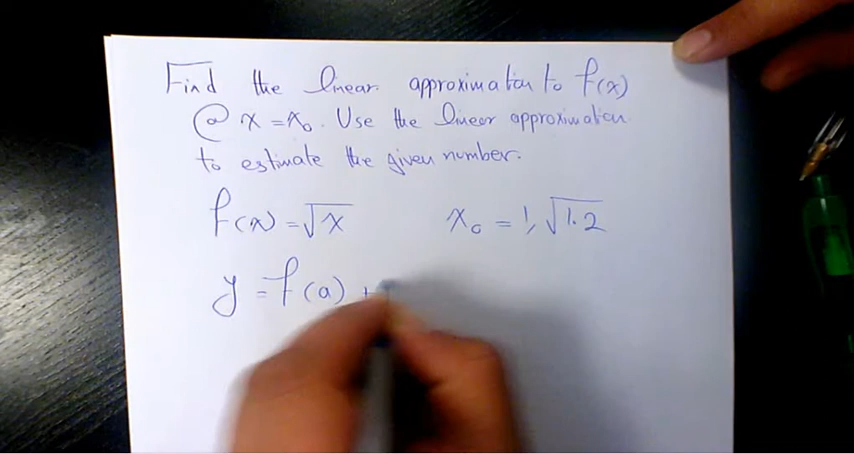 Find the linear approximation to f(x)
@ x = x₀. Use the linear approximation
to estimate the given number.
f(x) = √x x₀ = 1, √1.2
y = f(a) +